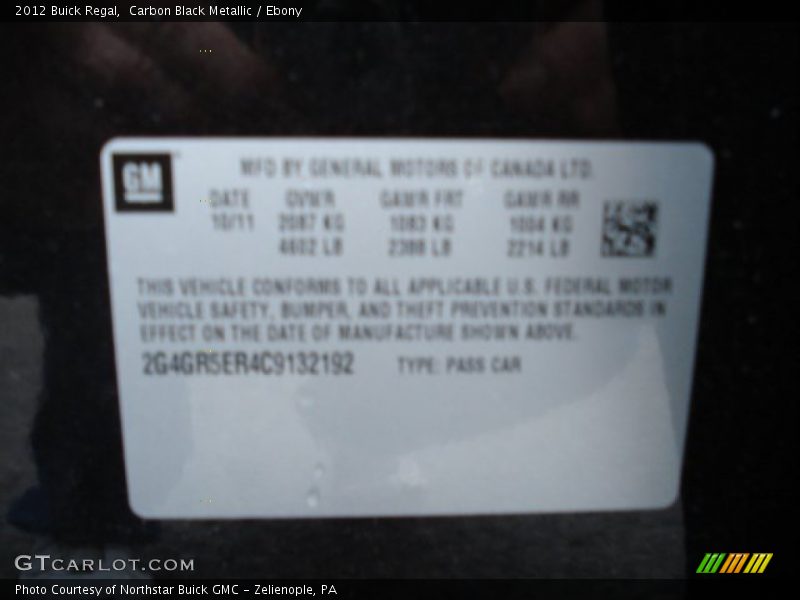 2012 Buick Regal, Carbon Black Metallic / Ebony
GM
MFD BY GENERAL MOTORS OF CANADA LTD.
DATE GVWR GAWR FRT GAWR RR
10/11 2087 KG 1083 KG 1004 KG
4602 LB 2388 LB 2214 LB
THIS VEHICLE CONFORMS TO ALL APPLICABLE U.S. FEDERAL MOTOR
VEHICLE SAFETY, BUMPER, AND THEFT PREVENTION STANDARDS IN
EFFECT ON THE DATE OF MANUFACTURE SHOWN ABOVE.
2G4GR5ER4C9132192 TYPE: PASS CAR
GTCARLOT.COM
Photo Courtesy of Northstar Buick GMC - Zelienople, PA